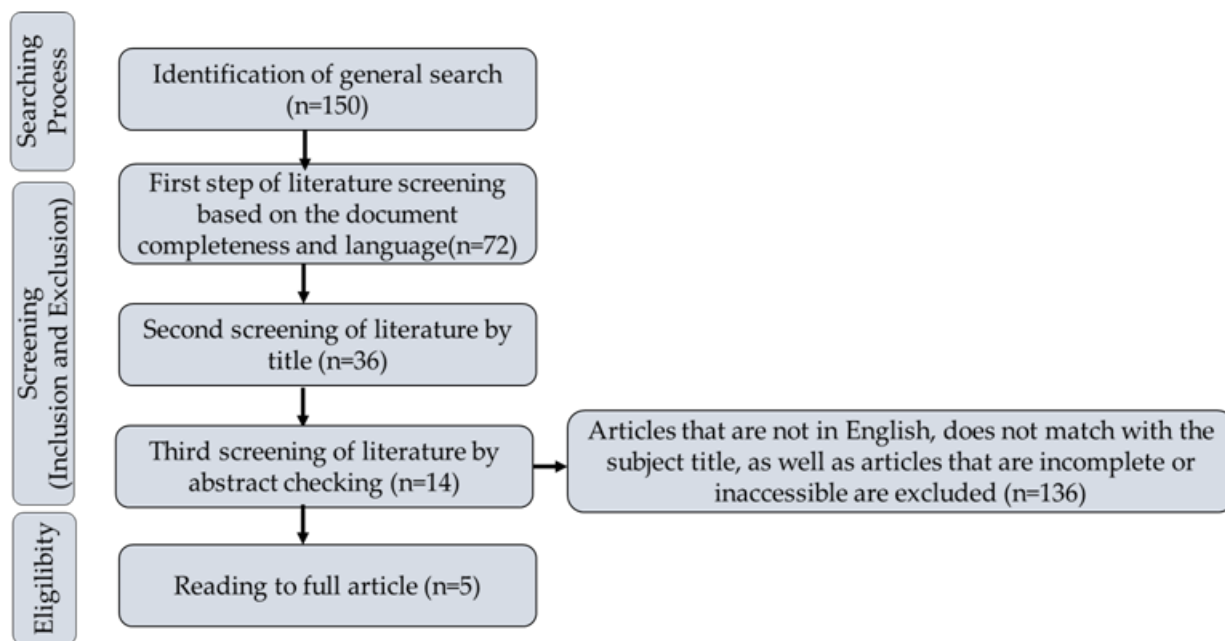 Searching
Process
Identification of general search
(n=150)
Screening
(Inclusion and Exclusion)
First step of literature screening
based on the document
completeness and language(n=72)
Second screening of literature by
title (n=36)
Third screening of literature by
abstract checking (n=14)
Articles that are not in English, does not match with the
subject title, as well as articles that are incomplete or
inaccessible are excluded (n=136)
Eligilibity
Reading to full article (n=5)